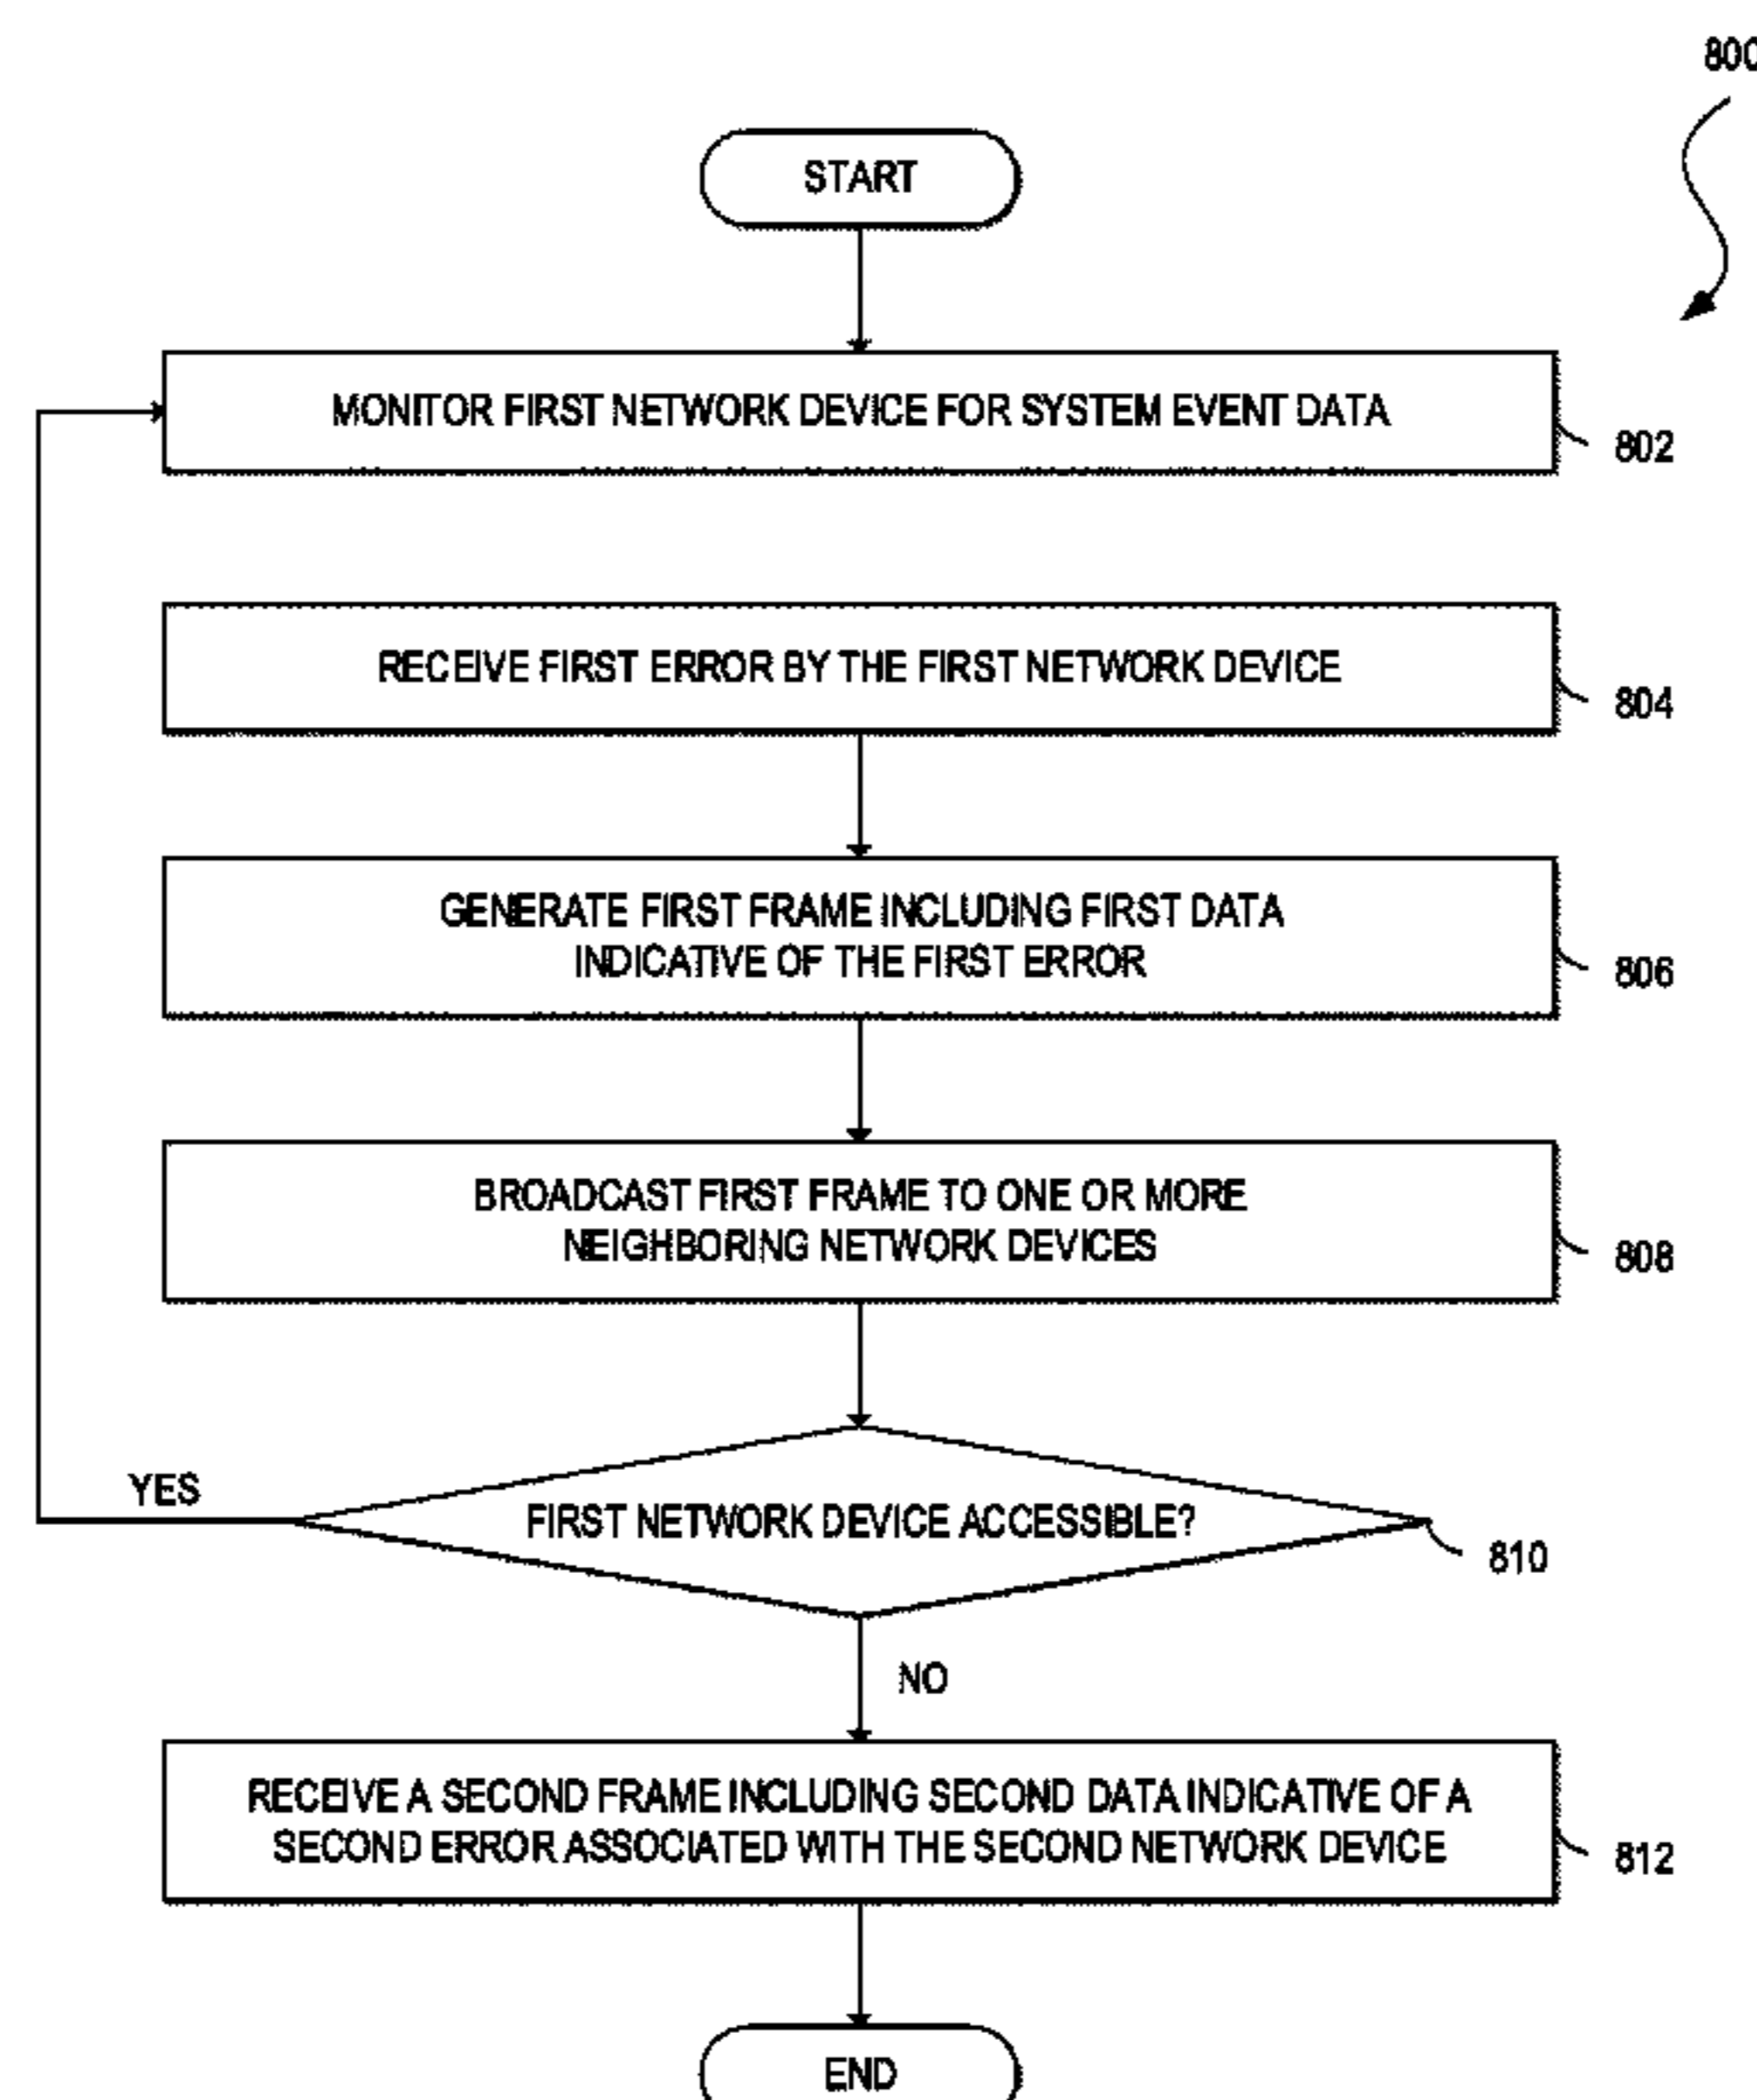 800
START
MONITOR FIRST NETWORK DEVICE FOR SYSTEM EVENT DATA
802
RECEIVE FIRST ERROR BY THE FIRST NETWORK DEVICE
804
GENERATE FIRST FRAME INCLUDING FIRST DATA
INDICATIVE OF THE FIRST ERROR
806
BROADCAST FIRST FRAME TO ONE OR MORE
NEIGHBORING NETWORK DEVICES
808
YES
FIRST NETWORK DEVICE ACCESSIBLE?
810
NO
RECEIVE A SECOND FRAME INCLUDING SECOND DATA INDICATIVE OF A
SECOND ERROR ASSOCIATED WITH THE SECOND NETWORK DEVICE
812
END